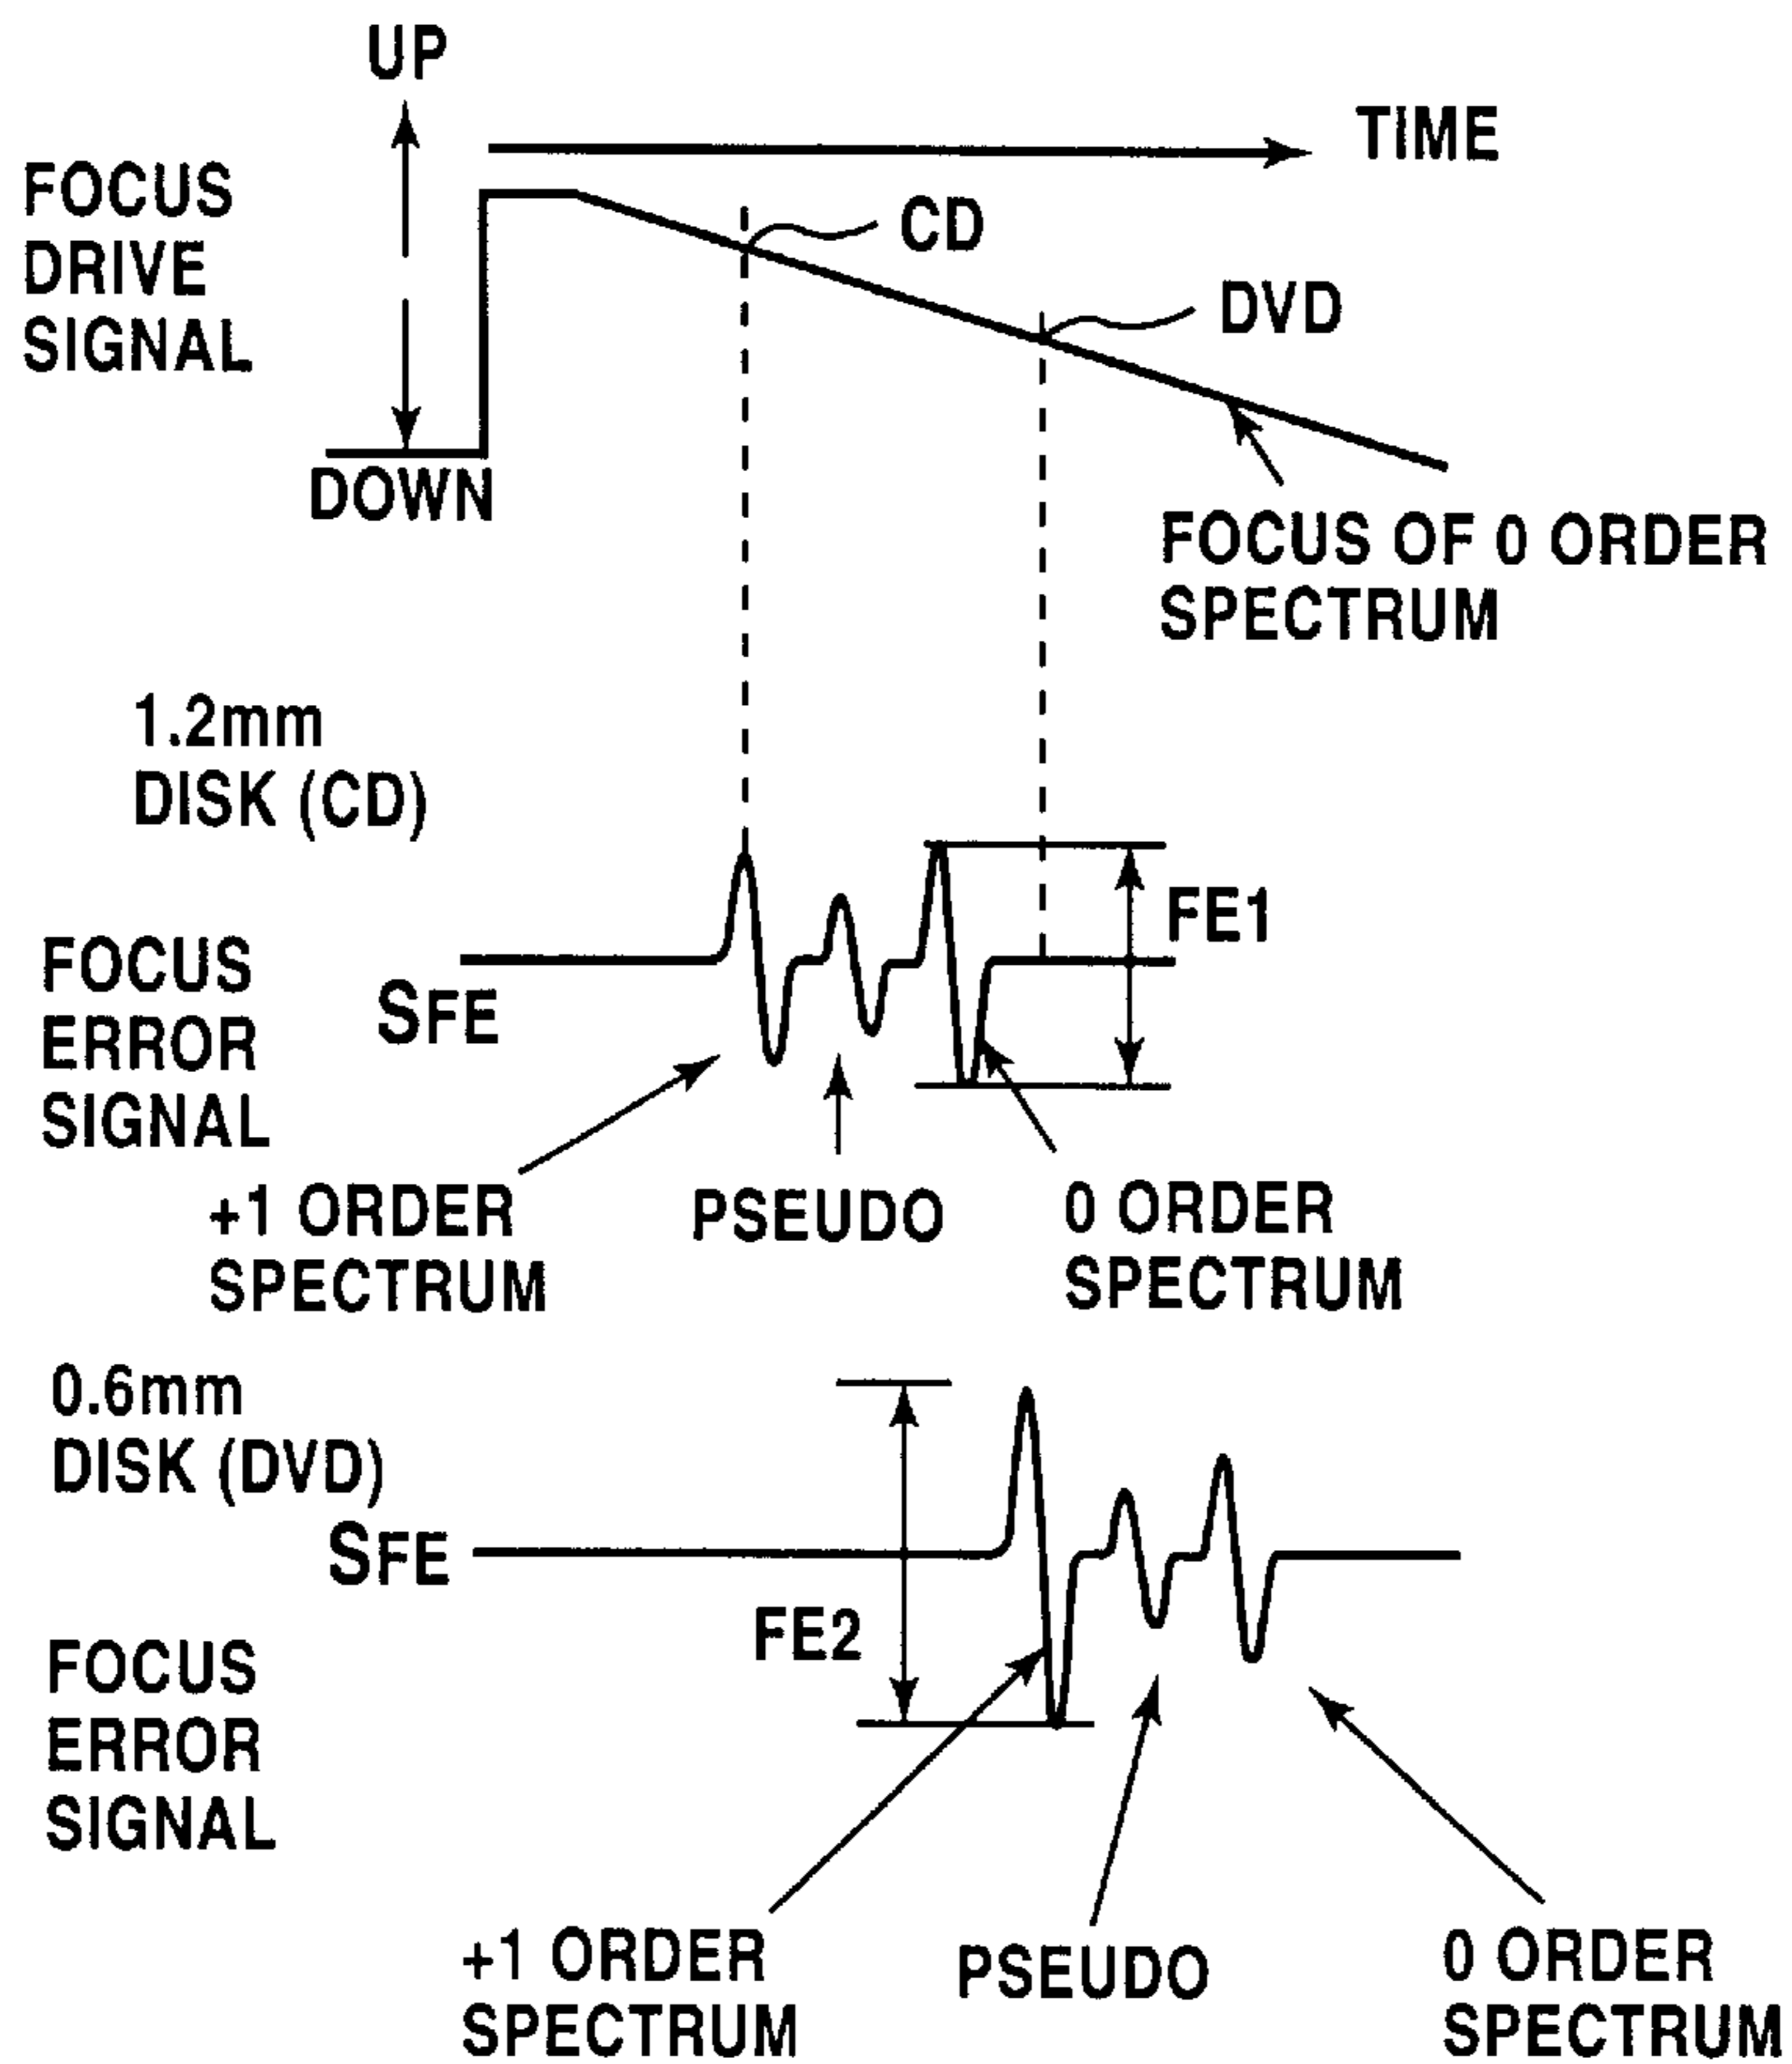 UP
TIME
FOCUS
DRIVE
SIGNAL
CD
DVD
DOWN
FOCUS OF 0 ORDER
SPECTRUM
1.2mm
DISK (CD)
FE1
FOCUS
ERROR
SIGNAL
SFE
+1 ORDER
SPECTRUM
PSEUDO
0 ORDER
SPECTRUM
0.6mm
DISK (DVD)
SFE
FE2
FOCUS
ERROR
SIGNAL
+1 ORDER
SPECTRUM
PSEUDO
0 ORDER
SPECTRUM